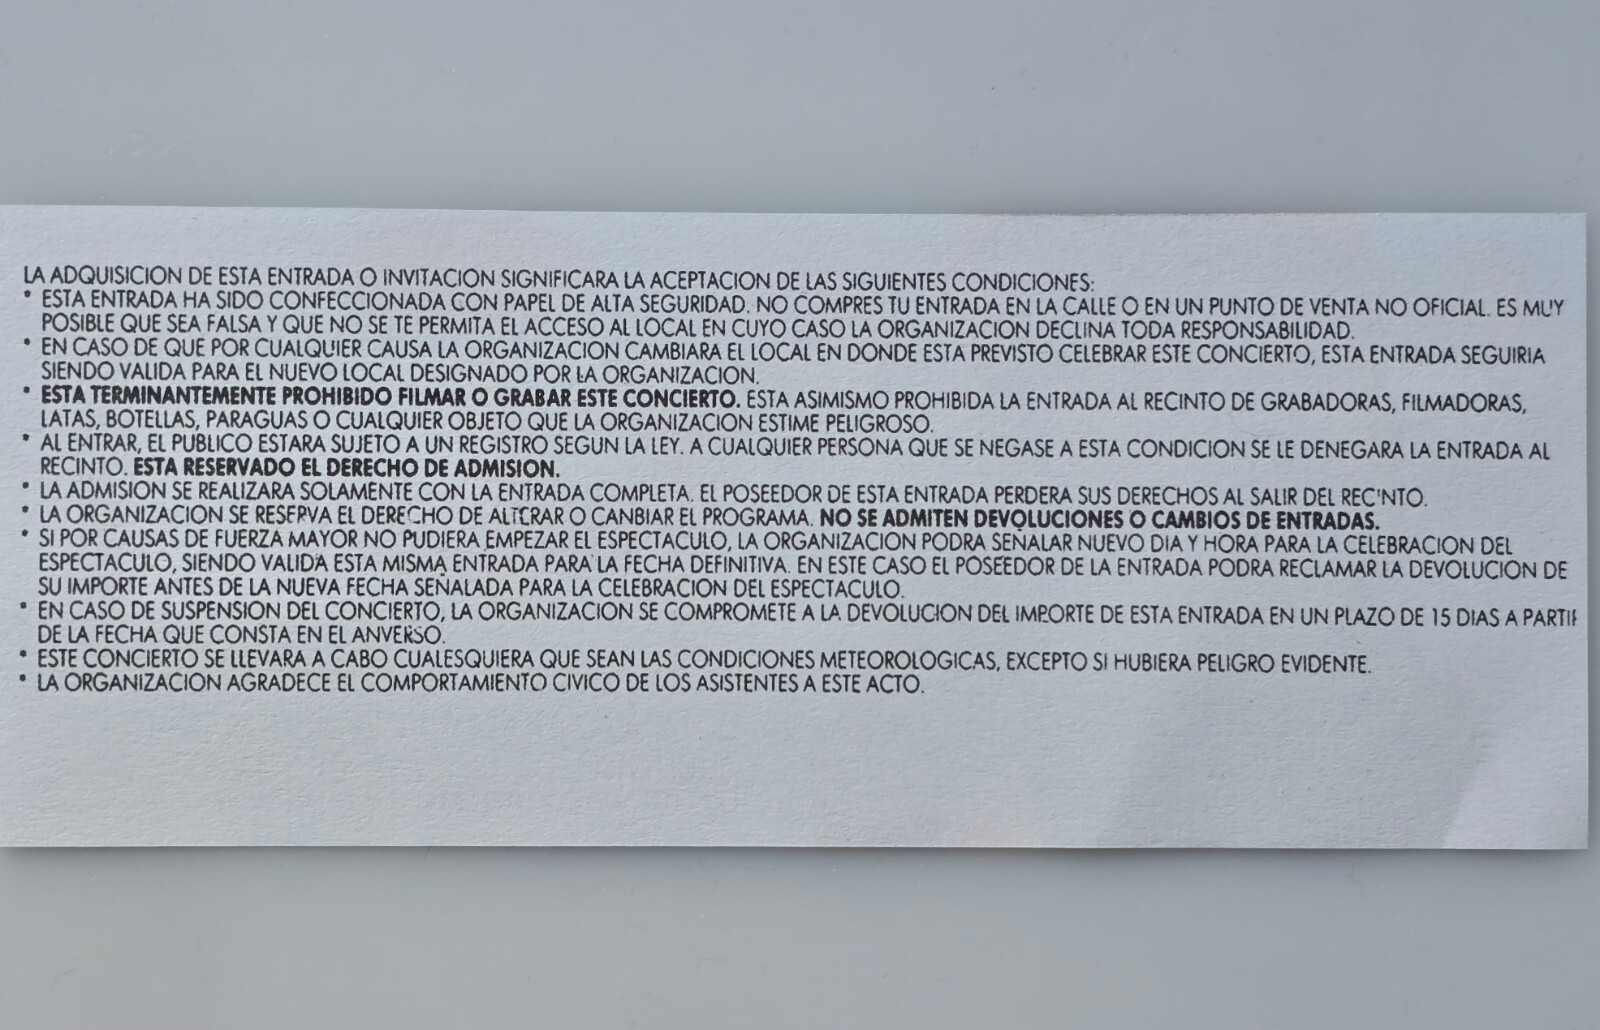 LA ADQUISICION DE ESTA ENTRADA O INVITACION SIGNIFICARA LA ACEPTACION DE LAS SIGUIENTES CONDICIONES:
* ESTA ENTRADA HA SIDO CONFECCIONADA CON PAPEL DE ALTA SEGURIDAD. NO COMPRES TU ENTRADA EN LA CALLE O EN UN PUNTO DE VENTA NO OFICIAL. ES MUY
POSIBLE QUE SEA FALSA Y QUE NO SE TE PERMITA EL ACCESO AL LOCAL EN CUYO CASO LA ORGANIZACION DECLINA TODA RESPONSABILIDAD.
* EN CASO DE QUE POR CUALQUIER CAUSA LA ORGANIZACION CAMBIARA EL LOCAL EN DONDE ESTA PREVISTO CELEBRAR ESTE CONCIERTO, ESTA ENTRADA SEGUIRIA
SIENDO VALIDA PARA EL NUEVO LOCAL DESIGNADO POR LA ORGANIZACION.
* ESTA TERMINANTEMENTE PROHIBIDO FILMAR O GRABAR ESTE CONCIERTO. ESTA ASIMISMO PROHIBIDA LA ENTRADA AL RECINTO DE GRABADORAS, FILMADORAS,
LATAS, BOTELLAS, PARAGUAS O CUALQUIER OBJETO QUE LA ORGANIZACION ESTIME PELIGROSO.
* AL ENTRAR, EL PUBLICO ESTARA SUJETO A UN REGISTRO SEGUN LA LEY. A CUALQUIER PERSONA QUE SE NEGASE A ESTA CONDICION SE LE DENEGARA LA ENTRADA AL
RECINTO. ESTA RESERVADO EL DERECHO DE ADMISION.
* LA ADMISION SE REALIZARA SOLAMENTE CON LA ENTRADA COMPLETA. EL POSEEDOR DE ESTA ENTRADA PERDERA SUS DERECHOS AL SALIR DEL RECINTO.
* LA ORGANIZACION SE RESERVA EL DERECHO DE ALTERAR O CANBIAR EL PROGRAMA. NO SE ADMITEN DEVOLUCIONES O CAMBIOS DE ENTRADAS.
* SI POR CAUSAS DE FUERZA MAYOR NO PUDIERA EMPEZAR EL ESPECTACULO, LA ORGANIZACION PODRA SEÑALAR NUEVO DIA Y HORA PARA LA CELEBRACION DEL
ESPECTACULO, SIENDO VALIDA ESTA MISMA ENTRADA PARA LA FECHA DEFINITIVA. EN ESTE CASO EL POSEEDOR DE LA ENTRADA PODRA RECLAMAR LA DEVOLUCION DE
SU IMPORTE ANTES DE LA NUEVA FECHA SEÑALADA PARA LA CELEBRACION DEL ESPECTACULO.
* EN CASO DE SUSPENSION DEL CONCIERTO, LA ORGANIZACION SE COMPROMETE A LA DEVOLUCION DEL IMPORTE DE ESTA ENTRADA EN UN PLAZO DE 15 DIAS A PARTIR
DE LA FECHA QUE CONSTA EN EL ANVERSO.
* ESTE CONCIERTO SE LLEVARA A CABO CUALESQUIERA QUE SEAN LAS CONDICIONES METEOROLOGICAS, EXCEPTO SI HUBIERA PELIGRO EVIDENTE.
* LA ORGANIZACION AGRADECE EL COMPORTAMIENTO CIVICO DE LOS ASISTENTES A ESTE ACTO.